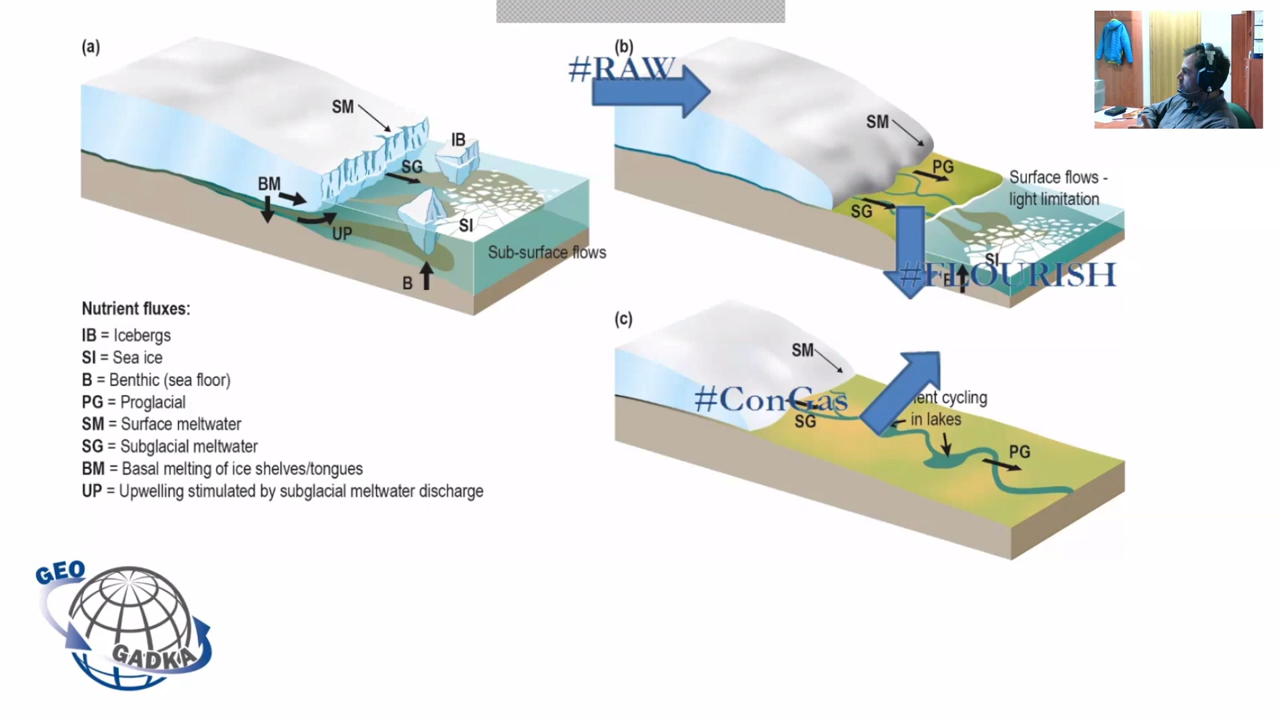 (a)
SM
IB
SG
BM
UP
SI
Sub-surface flows
B
Nutrient fluxes:
IB = Icebergs
SI = Sea ice
B = Benthic (sea floor)
PG = Proglacial
SM = Surface meltwater
SG = Subglacial meltwater
BM = Basal melting of ice shelves/tongues
UP = Upwelling stimulated by subglacial meltwater discharge
(b)
#RAW
SM
PG
Surface flows -
light limitation
SG
SI
#FLOURISH
(c)
SM
#ConGas
cycling
SG
in lakes
PG
GEO
GADKA